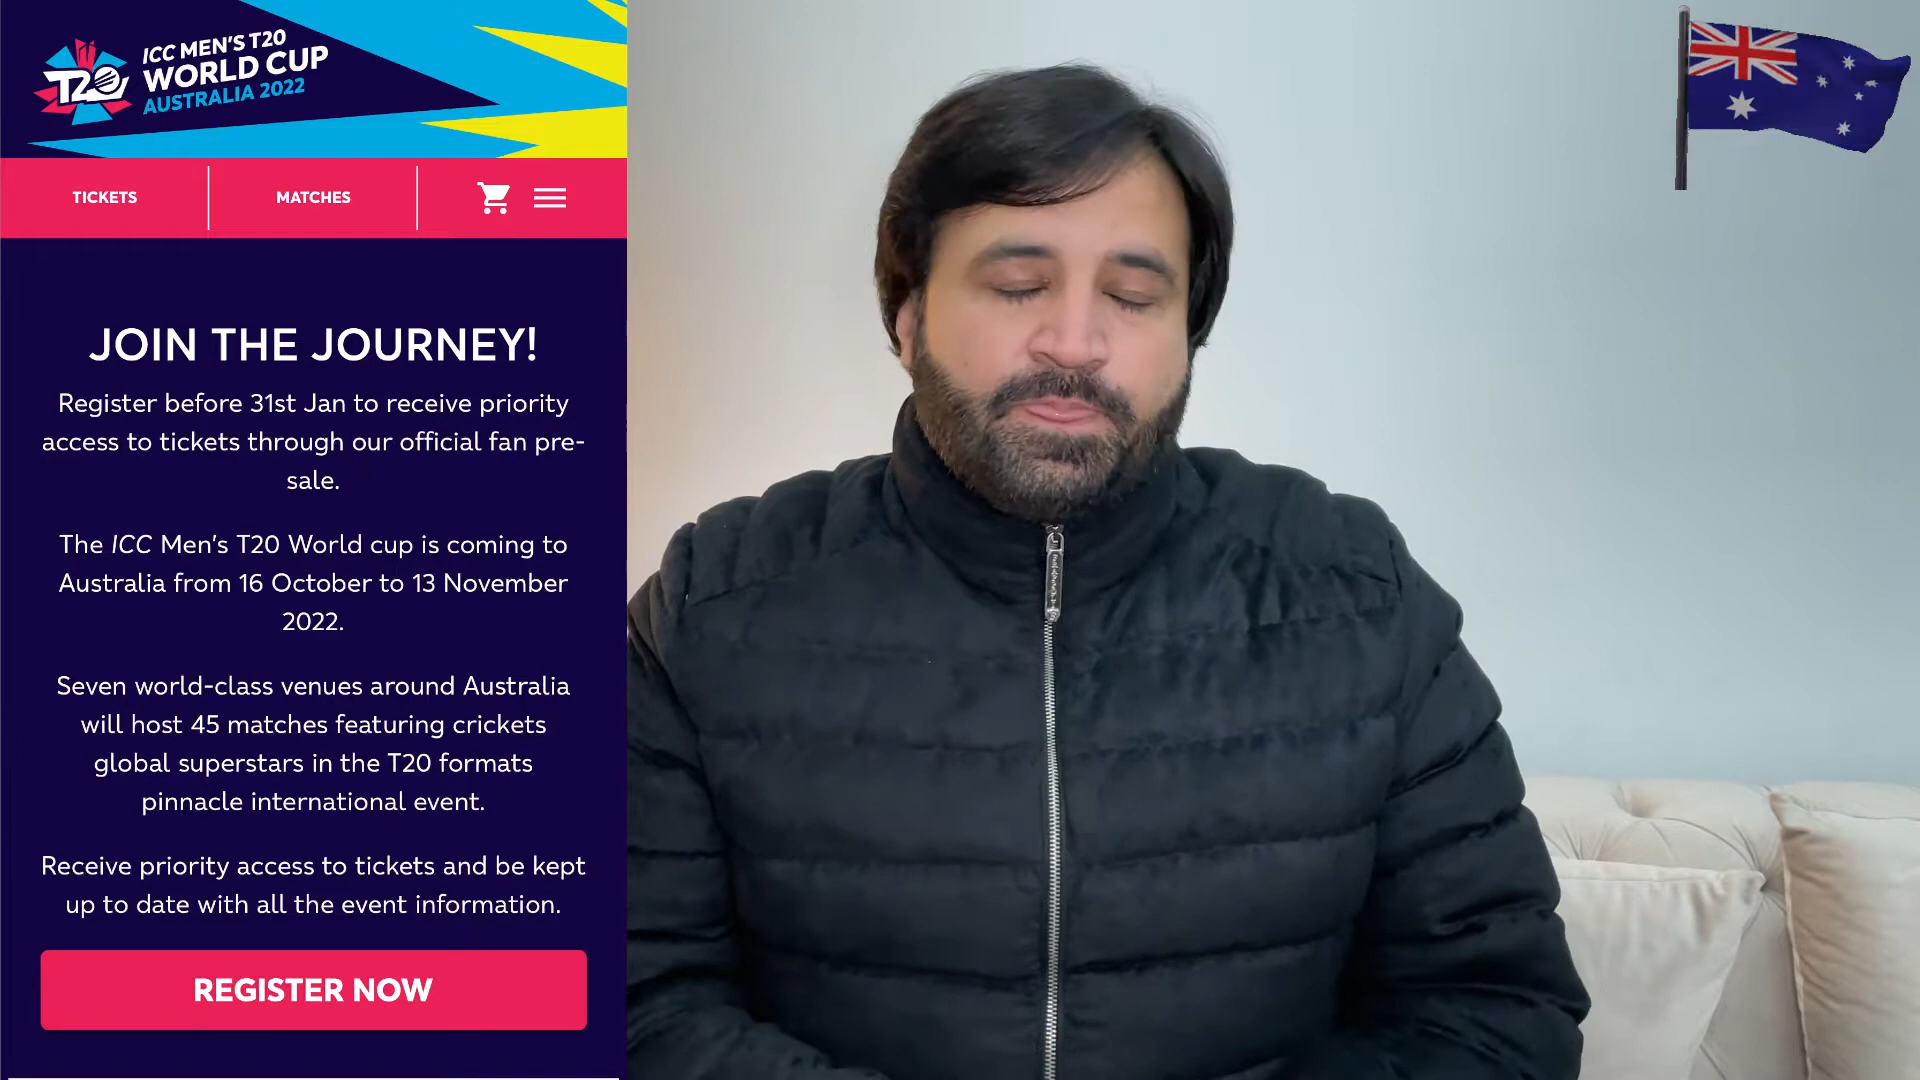 ICC MEN'S T20
WORLD CUP
AUSTRALIA 2022
T20
TICKETS
MATCHES
JOIN THE JOURNEY!
Register before 31st Jan to receive priority
access to tickets through our official fan pre-
sale.
The ICC Men's T20 World cup is coming to
Australia from 16 October to 13 November
2022.
Seven world-class venues around Australia
will host 45 matches featuring crickets
global superstars in the T20 formats
pinnacle international event.
Receive priority access to tickets and be kept
up to date with all the event information.
REGISTER NOW